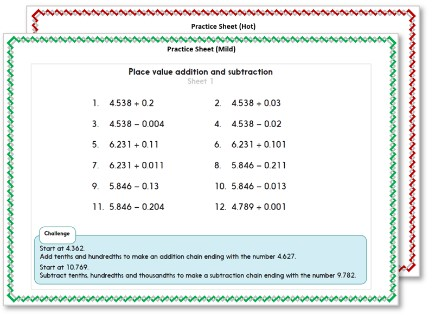 Practice Sheet (Hot)
Practice Sheet (Mild)
Place value addition and subtraction
Sheet 1
1. 4.538 + 0.2
2. 4.538 + 0.03
3. 4.538 – 0.004
4. 4.538 – 0.02
5. 6.231 + 0.11
6. 6.231 + 0.101
7. 6.231 + 0.011
8. 5.846 – 0.211
9. 5.846 – 0.13
10. 5.846 – 0.013
11. 5.846 – 0.204
12. 4.789 + 0.001
Challenge
Start at 4.362.
Add tenths and hundredths to make an addition chain ending with the number 4.627.
Start at 10.769.
Subtract tenths, hundredths and thousandths to make a subtraction chain ending with the number 9.782.